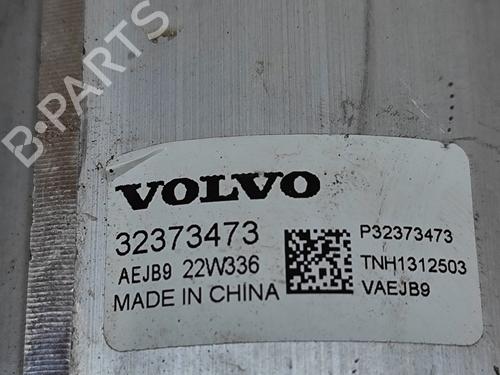 B-PARTS
VOLVO
32373473
AEJB9 22W336
MADE IN CHINA
P32373473
TNH1312503
VAEJB9